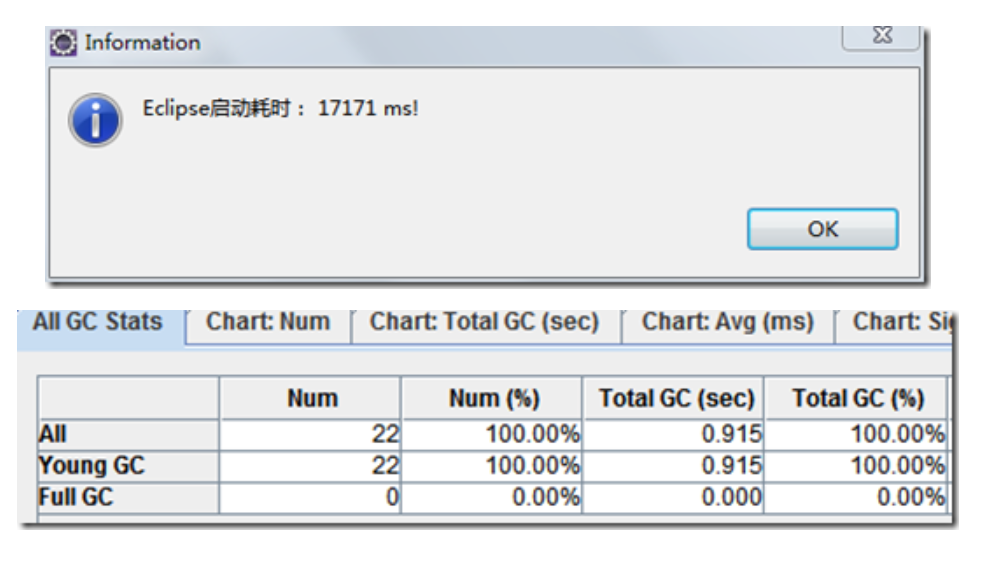 Information
Eclipse启动耗时： 17171 ms!
OK
All GC Stats Chart: Num Chart: Total GC (sec) Chart: Avg (ms) Chart:
Num Num (%) Total GC (sec) Total GC (%)
All 22 100.00% 0.915 100.00%
Young GC 22 100.00% 0.915 100.00%
Full GC 0 0.00% 0.000 0.00%